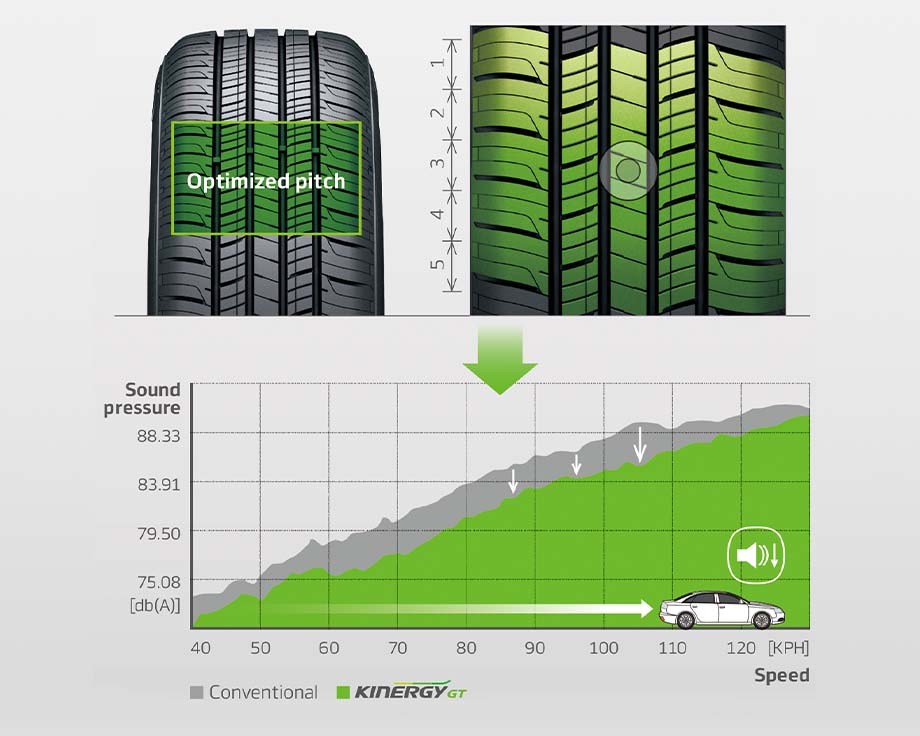 Optimized pitch
1
2
3
4
5
Sound
pressure
88.33
83.91
79.50
75.08
[db(A)]
40 50 60 70 80 90 100 110 120 [KPH]
Speed
Conventional KINERGY GT